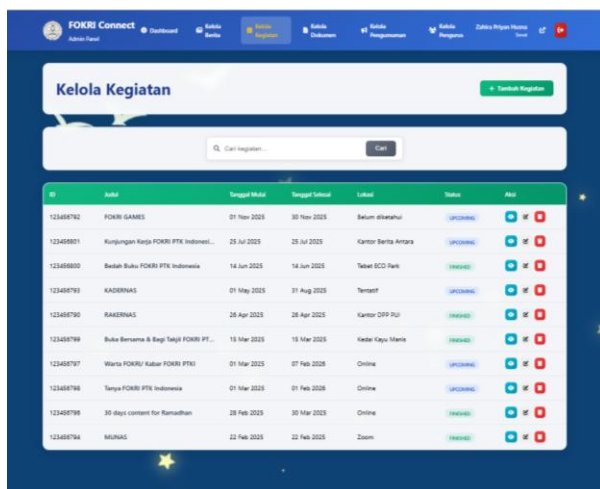 FOKRI Connect
Admin Panel
Dashboard
Kelola Berita
Kelola Kegiatan
Kelola Dokumen
Kelola Pengumuman
Kelola Pengurus
Zahira Priyan Husna
Kelola Kegiatan
+ Tambah Kegiatan
Cari kegiatan...
Cari
ID Judul Tanggal Mulai Tanggal Selesai Lokasi Status Aksi
123456792 FOKRI GAMES 01 Nov 2025 30 Nov 2025 Belum diketahui UPCOMING
123456801 Kunjungan Kerja FOKRI PTK Indonesi... 25 Jul 2025 25 Jul 2025 Kantor Berita Antara UPCOMING
123456800 Bedah Buku FOKRI PTK Indonesia 14 Jun 2025 14 Jun 2025 Tebet ECO Park FINISHED
123456793 KADERNAS 01 May 2025 31 Aug 2025 Tentatif UPCOMING
123456790 RAKERNAS 26 Apr 2025 26 Apr 2025 Kantor DPP PUI FINISHED
123456799 Buka Bersama & Bagi Takjil FOKRI PT... 15 Mar 2025 15 Mar 2025 Kedai Kayu Manis FINISHED
123456797 Warta FOKRI/ Kabar FOKRI PTKI 01 Mar 2025 07 Feb 2026 Online UPCOMING
123456798 Tanya FOKRI PTK Indonesia 01 Mar 2025 01 Feb 2026 Online UPCOMING
123456796 30 days content for Ramadhan 28 Feb 2025 30 Mar 2025 Online FINISHED
123456794 MUNAS 22 Feb 2025 22 Feb 2025 Zoom FINISHED